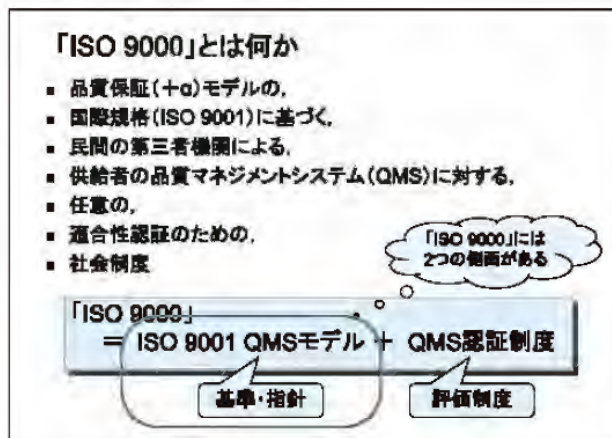 「ISO 9000」とは何か
■ 品質保証(+α)モデルの,
■ 国際規格(ISO 9001)に基づく,
■ 民間の第三者機関による,
■ 供給者の品質マネジメントシステム(QMS)に対する,
■ 任意の,
■ 適合性認証のための,
■ 社会制度
「ISO 9000」には
2つの側面がある
「ISO 9000」
= ISO 9001 QMSモデル + QMS認証制度
基準・指針
評価制度